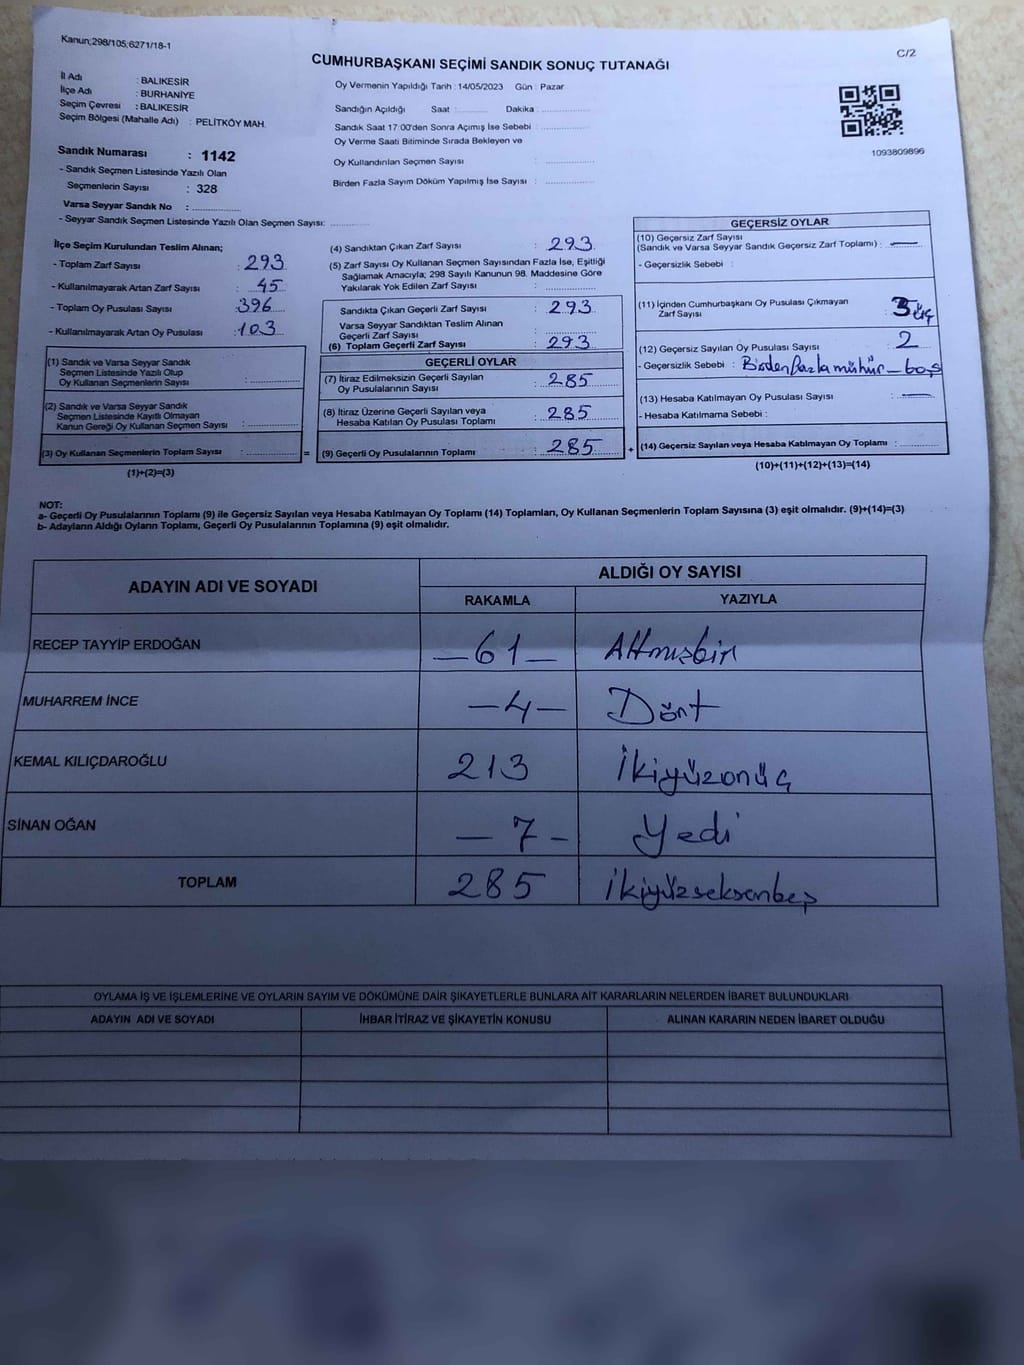 Kanun;298/105;6271/18-1
C/2
CUMHURBAŞKANI SEÇİMİ SANDIK SONUÇ TUTANAĞI
İl Adı : BALIKESİR
İlçe Adı : BURHANİYE
Seçim Çevresi : BALIKESİR
Seçim Bölgesi (Mahalle Adı) : PELİTKÖY MAH.
Oy Vermenin Yapıldığı Tarih : 14/05/2023 Gün : Pazar
Sandığın Açıldığı Saat :.......... Dakika :...............
Sandık Saat 17:00'den Sonra Açımış İse Sebebi :...............
Oy Verme Saati Bitiminde Sırada Bekleyen ve
Oy Kullandırılan Seçmen Sayısı :...............
Birden Fazla Sayım Döküm Yapılmış İse Sayısı :...............
1093809896
Sandık Numarası : 1142
- Sandık Seçmen Listesinde Yazılı Olan
Seçmenlerin Sayısı : 328
Varsa Seyyar Sandık No :...............
- Seyyar Sandık Seçmen Listesinde Yazılı Olan Seçmen Sayısı: ............
İlçe Seçim Kurulundan Teslim Alınan;
- Toplam Zarf Sayısı : 293
- Kullanılmayarak Artan Zarf Sayısı : 45
- Toplam Oy Pusulası Sayısı : 396
- Kullanılmayarak Artan Oy Pusulası : 103
(1) Sandık ve Varsa Seyyar Sandık
Seçmen Listesinde Yazılı Olup
Oy Kullanan Seçmenlerin Sayısı :...............
(2) Sandık ve Varsa Seyyar Sandık
Seçmen Listesinde Kayıtlı Olmayan
Kanun Gereği Oy Kullanan Seçmen Sayısı :...............
(3) Oy Kullanan Seçmenlerin Toplam Sayısı :............... =
(1)+(2)=(3)
(4) Sandıktan Çıkan Zarf Sayısı : 293
(5) Zarf Sayısı Oy Kullanan Seçmen Sayısından Fazla İse, Eşitliği
Sağlamak Amacıyla; 298 Sayılı Kanunun 98. Maddesine Göre
Yakılarak Yok Edilen Zarf Sayısı :...............
Sandıkta Çıkan Geçerli Zarf Sayısı : 293
Varsa Seyyar Sandıktan Teslim Alınan
Geçerli Zarf Sayısı :...............
(6) Toplam Geçerli Zarf Sayısı : 293
GEÇERLİ OYLAR
(7) İtiraz Edilmeksizin Geçerli Sayılan
Oy Pusulalarının Sayısı : 285
(8) İtiraz Üzerine Geçerli Sayılan veya
Hesaba Katılan Oy Pusulası Toplamı : 285
(9) Geçerli Oy Pusulalarının Toplamı : 285 +
GEÇERSİZ OYLAR
(10) Geçersiz Zarf Sayısı
(Sandık ve Varsa Seyyar Sandık Geçersiz Zarf Toplamı) : —
- Geçersizlik Sebebi :
(11) İçinden Cumhurbaşkanı Oy Pusulası Çıkmayan
Zarf Sayısı 3 üç
(12) Geçersiz Sayılan Oy Pusulası Sayısı : 2
- Geçersizlik Sebebi : Birden fazla mühür – boş
(13) Hesaba Katılmayan Oy Pusulası Sayısı : —
- Hesaba Katılmama Sebebi :
(14) Geçersiz Sayılan veya Hesaba Katılmayan Oy Toplamı :............
(10)+(11)+(12)+(13)=(14)
NOT:
a- Geçerli Oy Pusulalarının Toplamı (9) ile Geçersiz Sayılan veya Hesaba Katılmayan Oy Toplamı (14) Toplamları, Oy Kullanan Seçmenlerin Toplam Sayısına (3) eşit olmalıdır. (9)+(14)=(3)
b- Adayların Aldığı Oyların Toplamı, Geçerli Oy Pusulalarının Toplamına (9) eşit olmalıdır.
ADAYIN ADI VE SOYADI ALDIĞI OY SAYISI
RAKAMLA YAZIYLA
RECEP TAYYİP ERDOĞAN — 61 — Altmışbir
MUHARREM İNCE — 4 — Dört
KEMAL KILIÇDAROĞLU 213 İkiyüzonüç
SİNAN OĞAN — 7 — Yedi
TOPLAM 285 İkiyüzseksenbeş
OYLAMA İŞ VE İŞLEMLERİNE VE OYLARIN SAYIM VE DÖKÜMÜNE DAİR ŞİKAYETLERLE BUNLARA AİT KARARLARIN NELERDEN İBARET BULUNDUKLARI
ADAYIN ADI VE SOYADI İHBAR İTİRAZ VE ŞİKAYETİN KONUSU ALINAN KARARIN NEDEN İBARET OLDUĞU